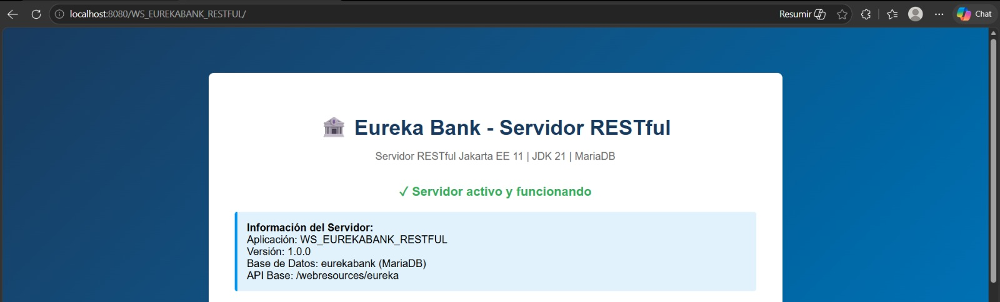 localhost:8080/WS_EUREKABANK_RESTFUL/
Resumir
Chat
Eureka Bank - Servidor RESTful
Servidor RESTful Jakarta EE 11 | JDK 21 | MariaDB
✓ Servidor activo y funcionando
Información del Servidor:
Aplicación: WS_EUREKABANK_RESTFUL
Versión: 1.0.0
Base de Datos: eurekabank (MariaDB)
API Base: /webresources/eureka